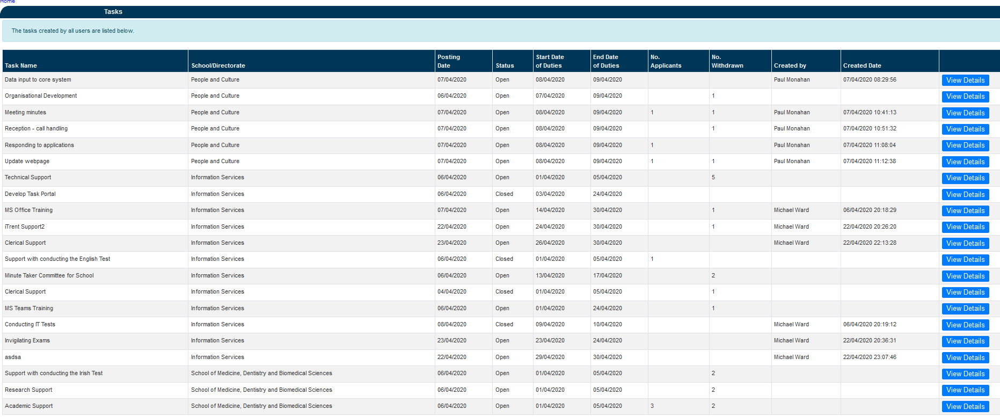 Home
Tasks
The tasks created by all users are listed below.
Task Name School/Directorate Posting Date Status Start Date of Duties End Date of Duties No. Applicants No. Withdrawn Created by Created Date
Data input to core system People and Culture 07/04/2020 Open 08/04/2020 09/04/2020 Paul Monahan 07/04/2020 08:29:56 View Details
Organisational Development People and Culture 06/04/2020 Open 07/04/2020 09/04/2020 1 View Details
Meeting minutes People and Culture 07/04/2020 Open 08/04/2020 09/04/2020 1 1 Paul Monahan 07/04/2020 10:41:13 View Details
Reception - call handling People and Culture 07/04/2020 Open 08/04/2020 09/04/2020 1 Paul Monahan 07/04/2020 10:51:32 View Details
Responding to applications People and Culture 07/04/2020 Open 08/04/2020 09/04/2020 1 Paul Monahan 07/04/2020 11:08:04 View Details
Update webpage People and Culture 07/04/2020 Open 08/04/2020 09/04/2020 1 1 Paul Monahan 07/04/2020 11:12:38 View Details
Technical Support Information Services 06/04/2020 Open 01/04/2020 05/04/2020 5 View Details
Develop Task Portal Information Services 06/04/2020 Closed 03/04/2020 24/04/2020 View Details
MS Office Training Information Services 07/04/2020 Open 14/04/2020 30/04/2020 1 Michael Ward 06/04/2020 20:18:29 View Details
iTrent Support2 Information Services 22/04/2020 Open 24/04/2020 30/04/2020 1 Michael Ward 22/04/2020 20:26:20 View Details
Clerical Support Information Services 23/04/2020 Open 26/04/2020 30/04/2020 Michael Ward 22/04/2020 22:13:28 View Details
Support with conducting the English Test Information Services 06/04/2020 Closed 01/04/2020 05/04/2020 1 View Details
Minute Taker Committee for School Information Services 06/04/2020 Open 13/04/2020 17/04/2020 2 View Details
Clerical Support Information Services 04/04/2020 Closed 01/04/2020 05/04/2020 1 View Details
MS Teams Training Information Services 06/04/2020 Open 01/04/2020 24/04/2020 1 View Details
Conducting IT Tests Information Services 08/04/2020 Closed 09/04/2020 10/04/2020 Michael Ward 06/04/2020 20:19:12 View Details
Invigilating Exams Information Services 23/04/2020 Open 23/04/2020 24/04/2020 Michael Ward 22/04/2020 20:36:31 View Details
asdsa Information Services 22/04/2020 Open 29/04/2020 30/04/2020 Michael Ward 22/04/2020 23:07:46 View Details
Support with conducting the Irish Test School of Medicine, Dentistry and Biomedical Sciences 06/04/2020 Open 01/04/2020 05/04/2020 2 View Details
Research Support School of Medicine, Dentistry and Biomedical Sciences 06/04/2020 Open 01/04/2020 05/04/2020 2 View Details
Academic Support School of Medicine, Dentistry and Biomedical Sciences 06/04/2020 Open 01/04/2020 05/04/2020 3 2 View Details